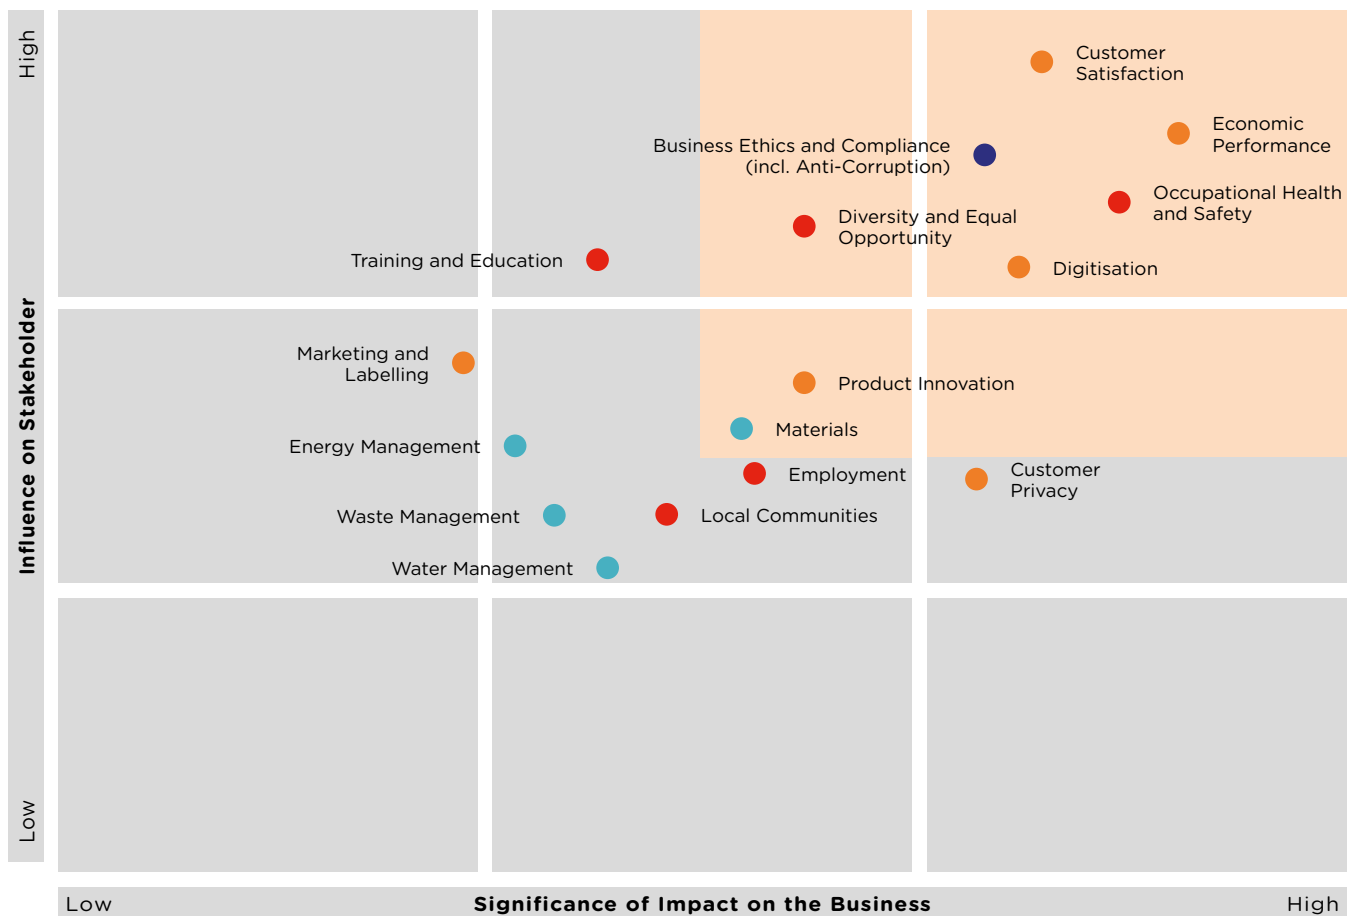 High
Influence on Stakeholder
Low
Customer
Satisfaction
Economic
Performance
Business Ethics and Compliance
(incl. Anti-Corruption)
Occupational Health
and Safety
Diversity and Equal
Opportunity
Training and Education
Digitisation
Marketing and
Labelling
Product Innovation
Materials
Energy Management
Employment
Customer
Privacy
Waste Management
Local Communities
Water Management
Low
Significance of Impact on the Business
High